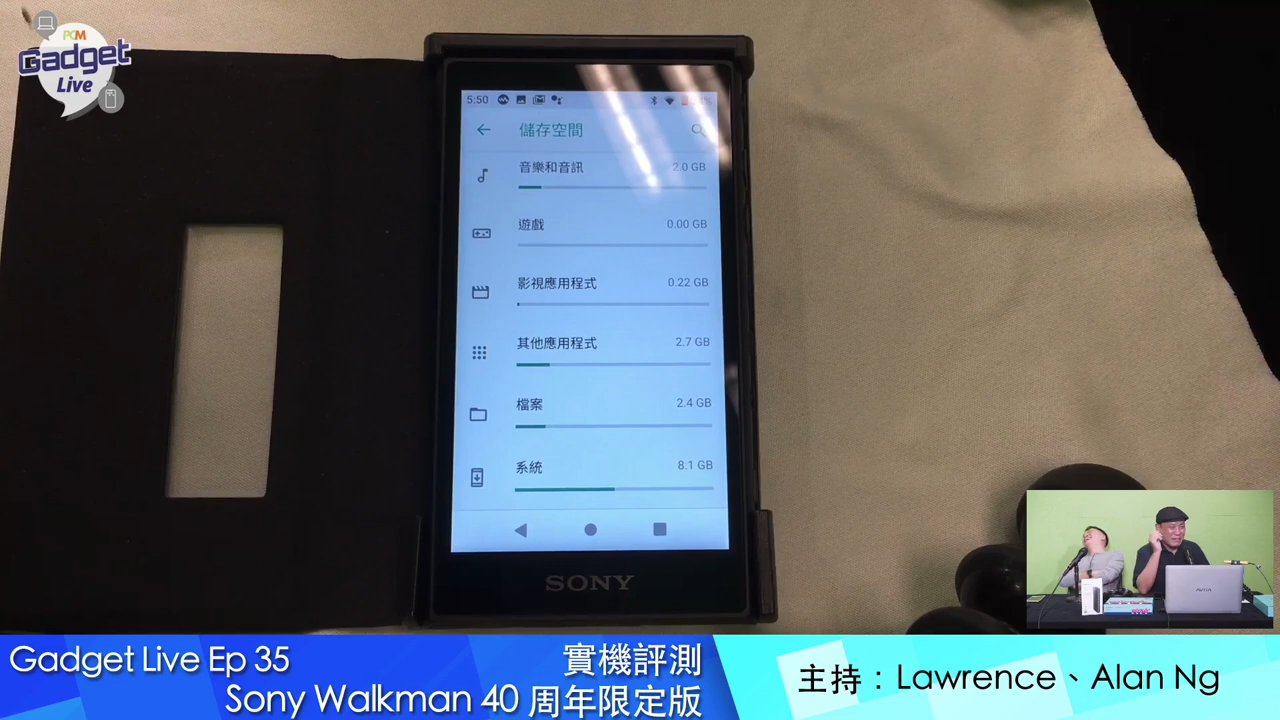 PCM
Gadget
Live
5:50
儲存空間
音樂和音訊 2.0 GB
遊戲 0.00 GB
影視應用程式 0.22 GB
其他應用程式 2.7 GB
檔案 2.4 GB
系統 8.1 GB
SONY
Gadget Live Ep 35
實機評測
Sony Walkman 40 周年限定版
主持：Lawrence、Alan Ng